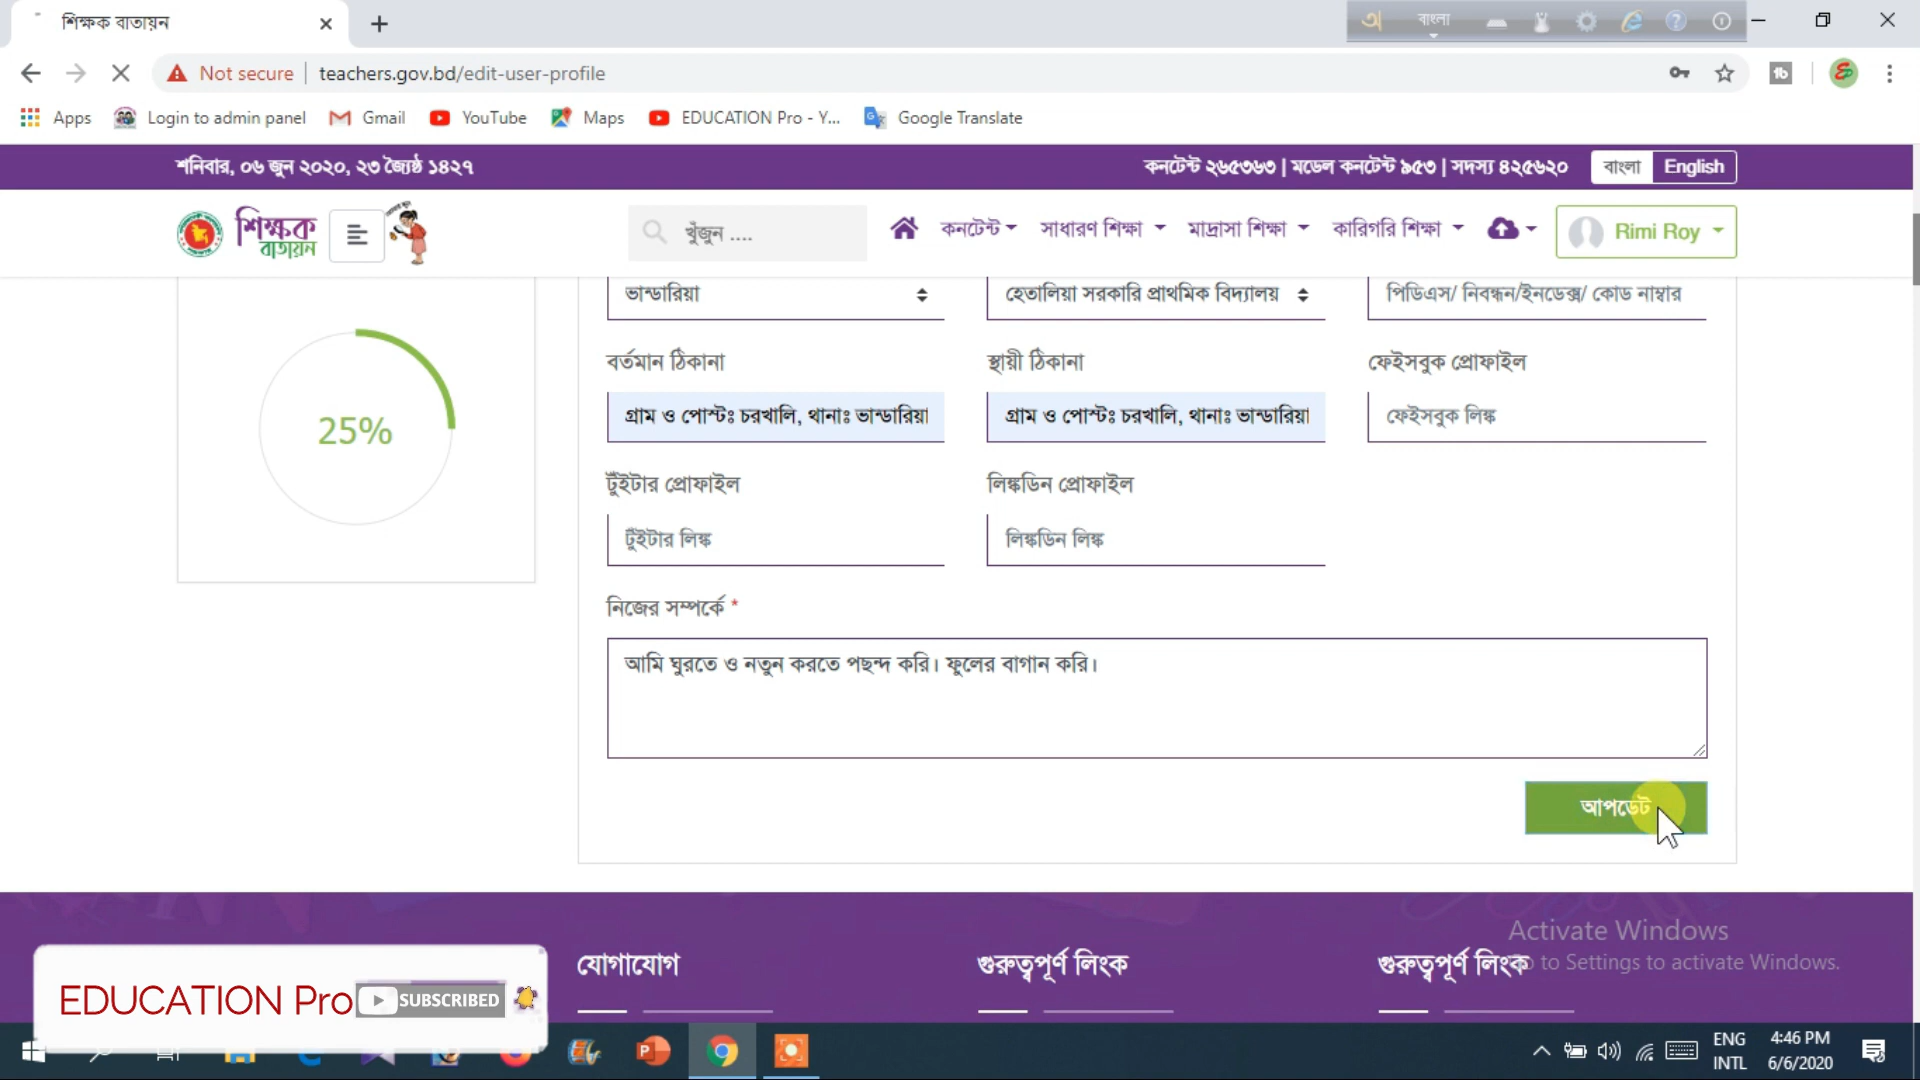 শিক্ষক বাতায়ন
বাংলা
Not secure teachers.gov.bd/edit-user-profile
Apps Login to admin panel Gmail YouTube Maps EDUCATION Pro - Y... Google Translate
শনিবার, ০৬ জুন ২০২০, ২৩ জ্যৈষ্ঠ ১৪২৭
কনটেন্ট ২৬৫৩৬৩ | মডেল কনটেন্ট ৯৫৩ | সদস্য ৪২৫৬২০ বাংলা English
শিক্ষক
বাতায়ন
খুঁজুন ....
কনটেন্ট সাধারণ শিক্ষা মাদ্রাসা শিক্ষা কারিগরি শিক্ষা Rimi Roy
ভান্ডারিয়া হেতালিয়া সরকারি প্রাথমিক বিদ্যালয় পিডিএস/ নিবন্ধন/ইনডেক্স/ কোড নাম্বার
25%
বর্তমান ঠিকানা স্থায়ী ঠিকানা ফেইসবুক প্রোফাইল
গ্রাম ও পোস্টঃ চরখালি, থানাঃ ভান্ডারিয়া গ্রাম ও পোস্টঃ চরখালি, থানাঃ ভান্ডারিয়া ফেইসবুক লিঙ্ক
টুঁইটার প্রোফাইল লিঙ্কডিন প্রোফাইল
টুঁইটার লিঙ্ক লিঙ্কডিন লিঙ্ক
নিজের সম্পর্কে *
আমি ঘুরতে ও নতুন করতে পছন্দ করি। ফুলের বাগান করি।
আপডেট
Activate Windows
to Settings to activate Windows.
যোগাযোগ গুরুত্বপূর্ণ লিংক গুরুত্বপূর্ণ লিংক
EDUCATION Pro SUBSCRIBED
ENG
INTL
4:46 PM
6/6/2020